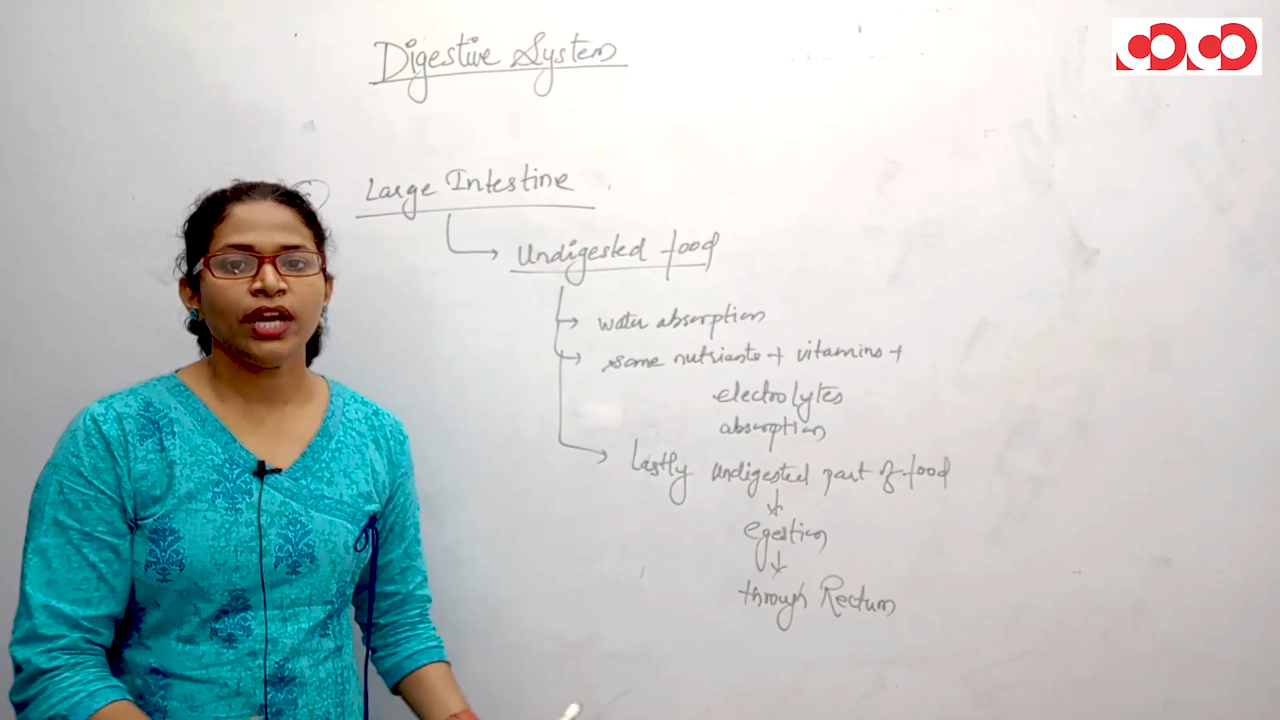 Digestive System
Large Intestine
Undigested food
water absorption
some nutrients + vitamins +
electrolytes
absorption
Lastly undigested part of food
Egestion
through Rectum